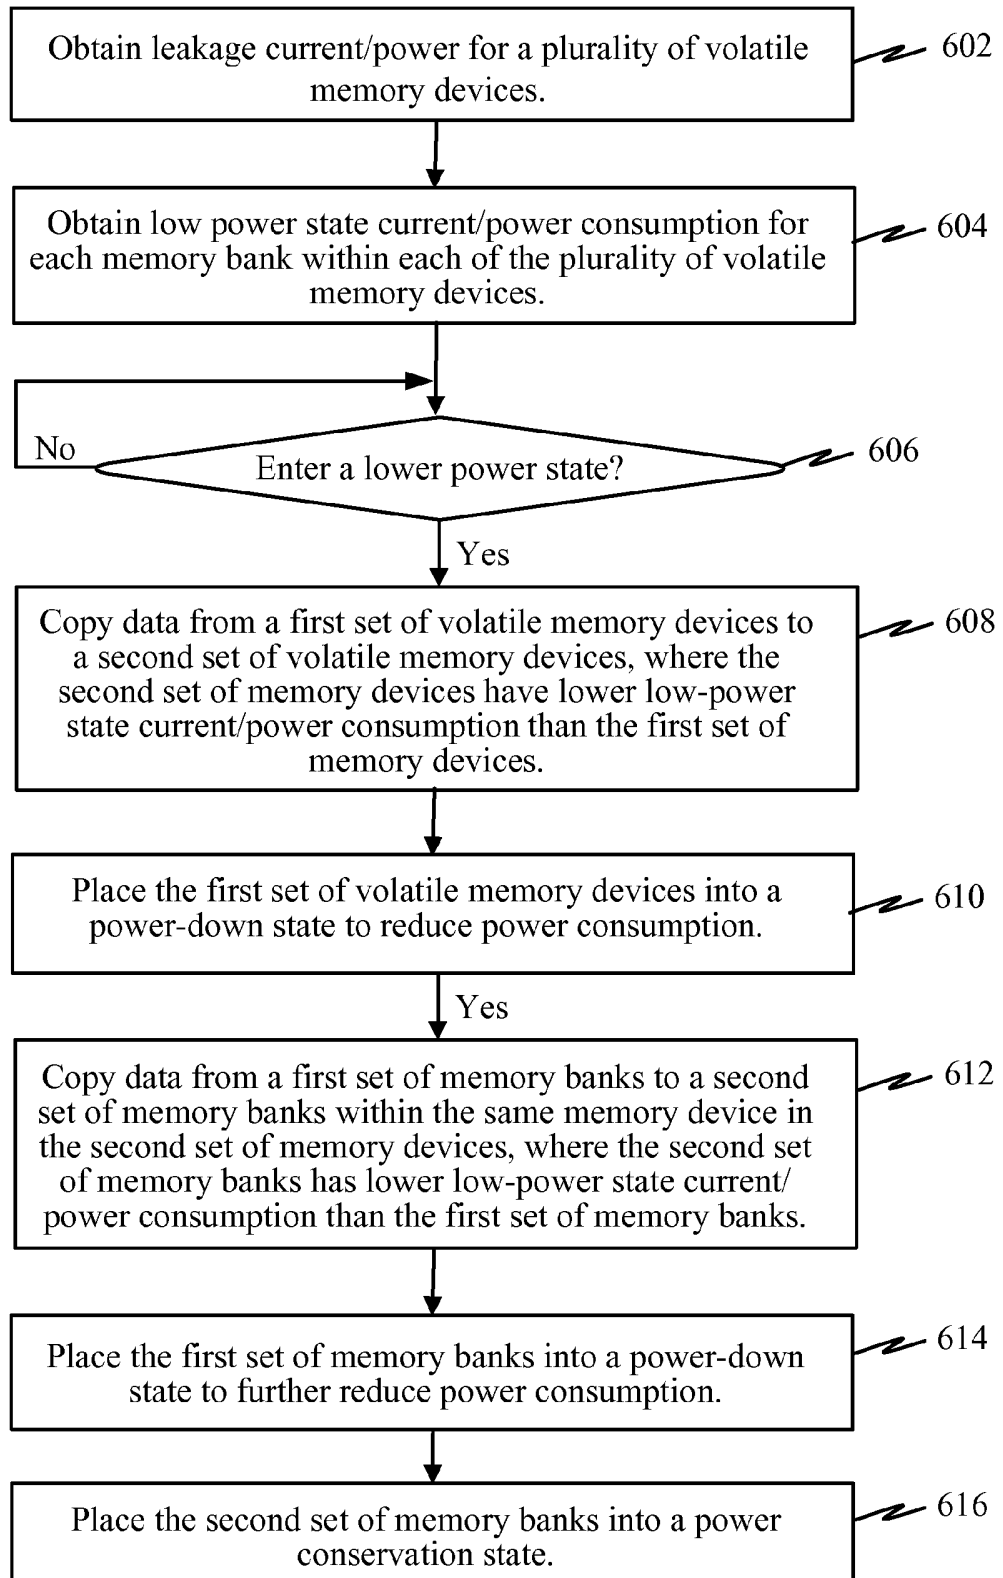 Obtain leakage current/power for a plurality of volatile
memory devices.
602
Obtain low power state current/power consumption for
each memory bank within each of the plurality of volatile
memory devices.
604
No
Enter a lower power state?
606
Yes
Copy data from a first set of volatile memory devices to
a second set of volatile memory devices, where the
second set of memory devices have lower low-power
state current/power consumption than the first set of
memory devices.
608
Place the first set of volatile memory devices into a
power-down state to reduce power consumption.
610
Yes
Copy data from a first set of memory banks to a second
set of memory banks within the same memory device in
the second set of memory devices, where the second set
of memory banks has lower low-power state current/
power consumption than the first set of memory banks.
612
Place the first set of memory banks into a power-down
state to further reduce power consumption.
614
Place the second set of memory banks into a power
conservation state.
616